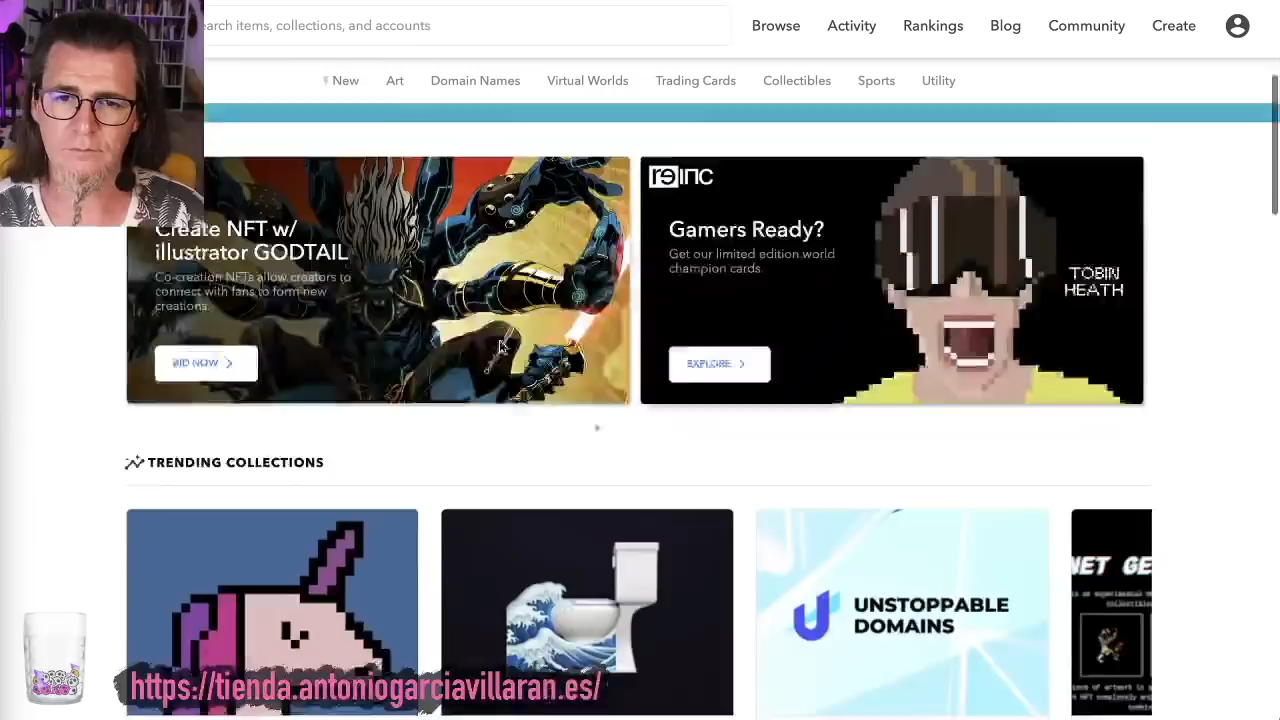 earch items, collections, and accounts
Browse
Activity
Rankings
Blog
Community
Create
New
Art
Domain Names
Virtual Worlds
Trading Cards
Collectibles
Sports
Utility
Create NFT w/
illustrator GODTAIL
Co-creation NFTs allow creators to
connect with fans to form new
creations.
BID NOW
reinc
Gamers Ready?
Get our limited edition world
champion cards.
EXPLORE
TOBIN
HEATH
TRENDING COLLECTIONS
UNSTOPPABLE
DOMAINS
NET GE
https://tienda.antoniogarciavillaran.es/